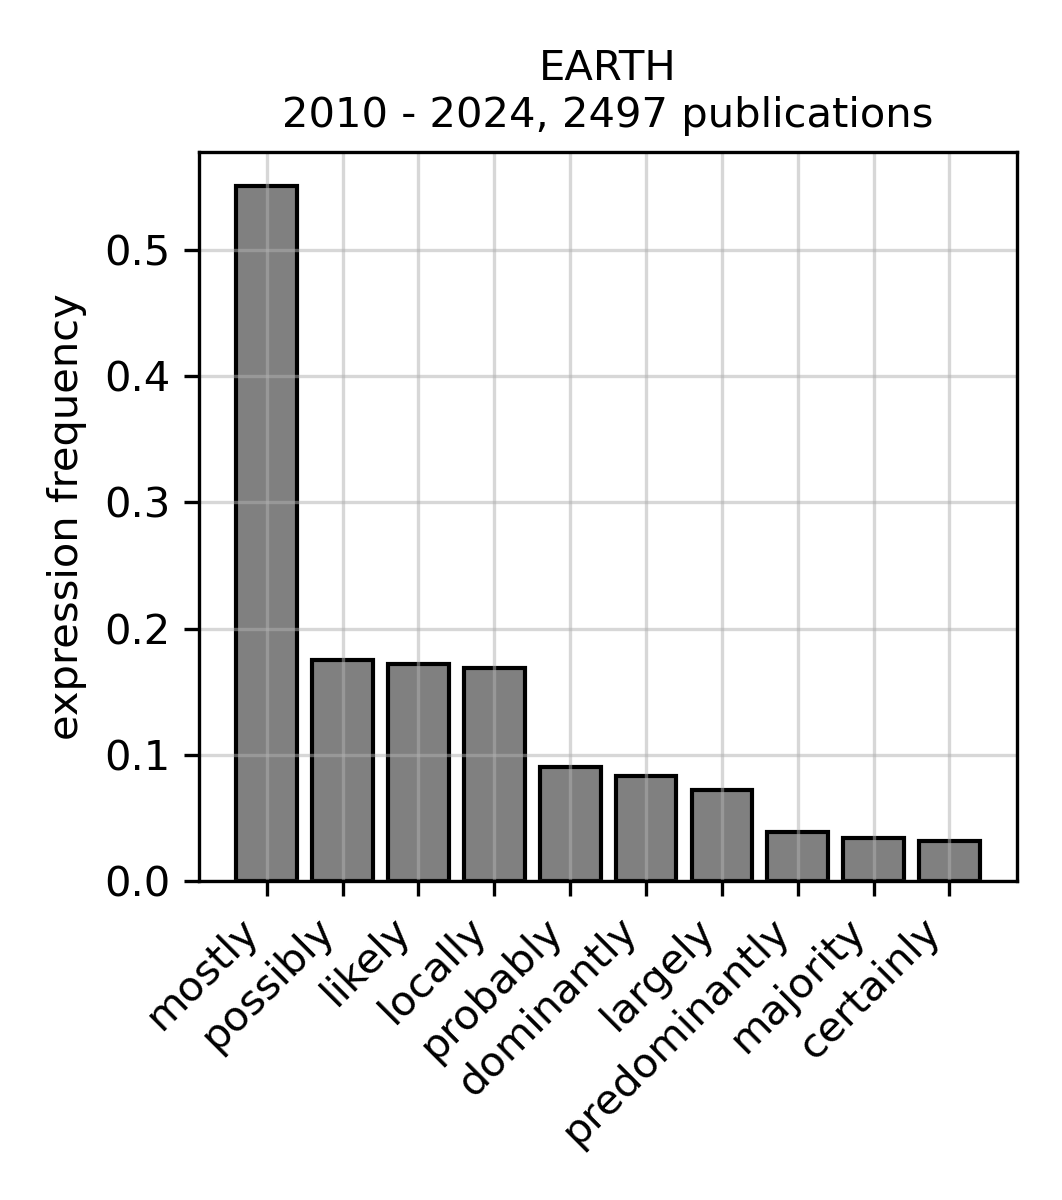 EARTH
2010 - 2024, 2497 publications
expression frequency
0.5
0.4
0.3
0.2
0.1
0.0
mostly
possibly
likely
locally
probably
dominantly
largely
predominantly
majority
certainly